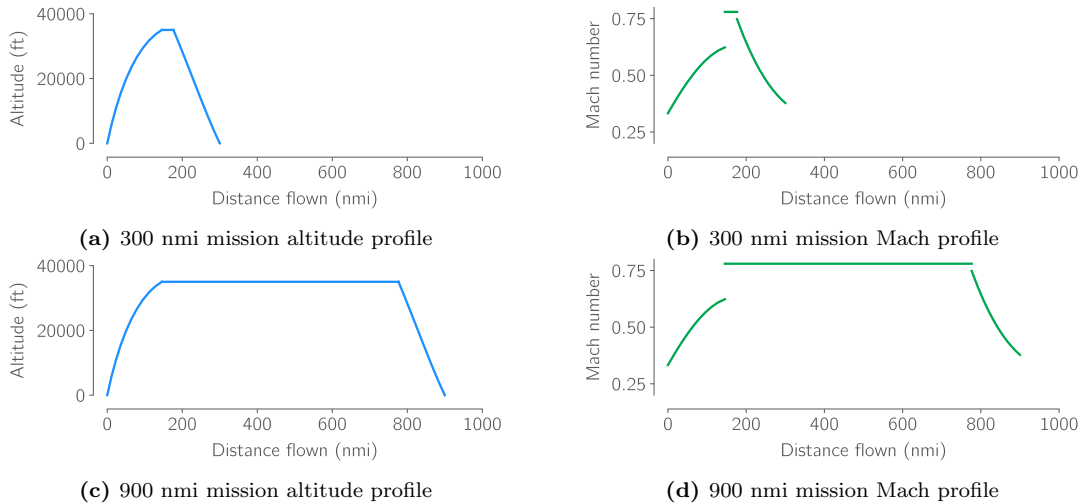 Altitude (ft)
40000
20000
0
0 200 400 600 800 1000
Distance flown (nmi)
(a) 300 nmi mission altitude profile
Mach number
0.75
0.50
0.25
0 200 400 600 800 1000
Distance flown (nmi)
(b) 300 nmi mission Mach profile
Altitude (ft)
40000
20000
0
0 200 400 600 800 1000
Distance flown (nmi)
(c) 900 nmi mission altitude profile
Mach number
0.75
0.50
0.25
0 200 400 600 800 1000
Distance flown (nmi)
(d) 900 nmi mission Mach profile